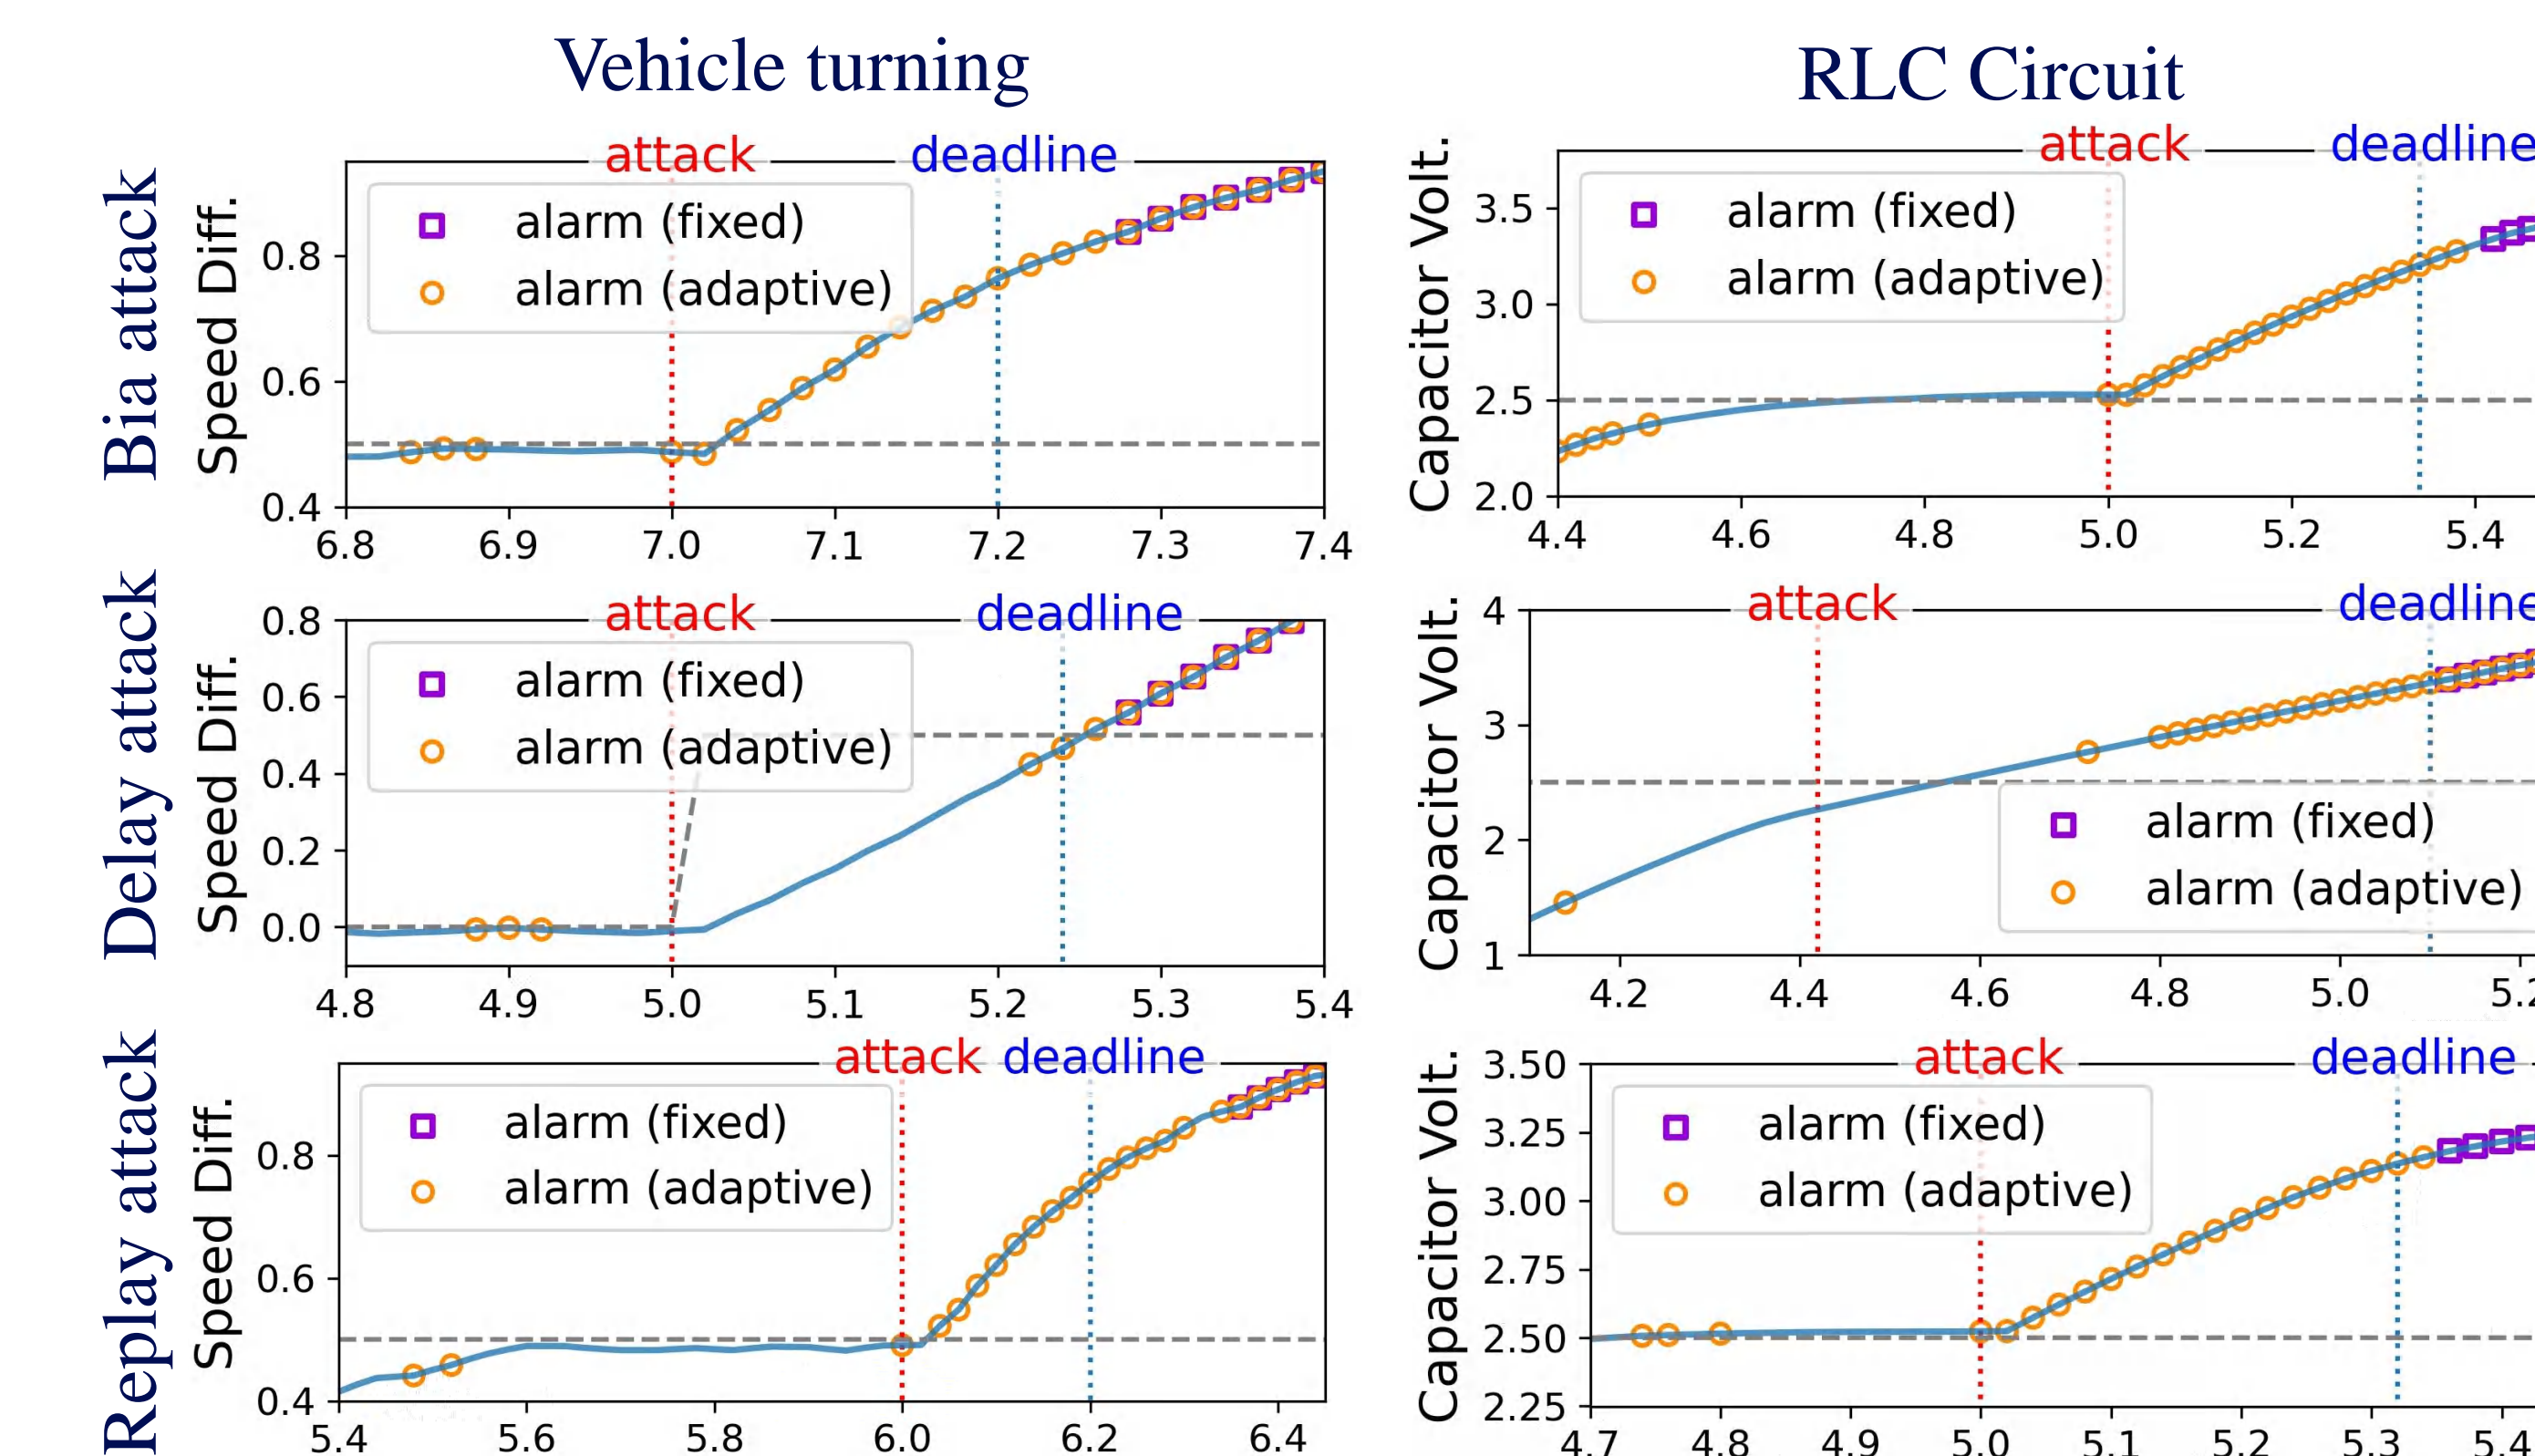 Vehicle turning
RLC Circuit
Bia attack
Speed Diff.
attack
deadline
alarm (fixed)
alarm (adaptive)
0.8
0.6
0.4
6.8 6.9 7.0 7.1 7.2 7.3 7.4
Capacitor Volt.
attack
deadline
alarm (fixed)
alarm (adaptive)
3.5
3.0
2.5
2.0
4.4 4.6 4.8 5.0 5.2 5.4
Delay attack
Speed Diff.
attack
deadline
alarm (fixed)
alarm (adaptive)
0.8
0.6
0.4
0.2
0.0
4.8 4.9 5.0 5.1 5.2 5.3 5.4
Capacitor Volt.
attack
deadline
4
3
2
1
alarm (fixed)
alarm (adaptive)
4.2 4.4 4.6 4.8 5.0 5.2
Replay attack
Speed Diff.
attack
deadline
alarm (fixed)
alarm (adaptive)
0.8
0.6
0.4
5.4 5.6 5.8 6.0 6.2 6.4
Capacitor Volt.
attack
deadline
alarm (fixed)
alarm (adaptive)
3.50
3.25
3.00
2.75
2.50
2.25
4.7 4.8 4.9 5.0 5.1 5.2 5.3 5.4